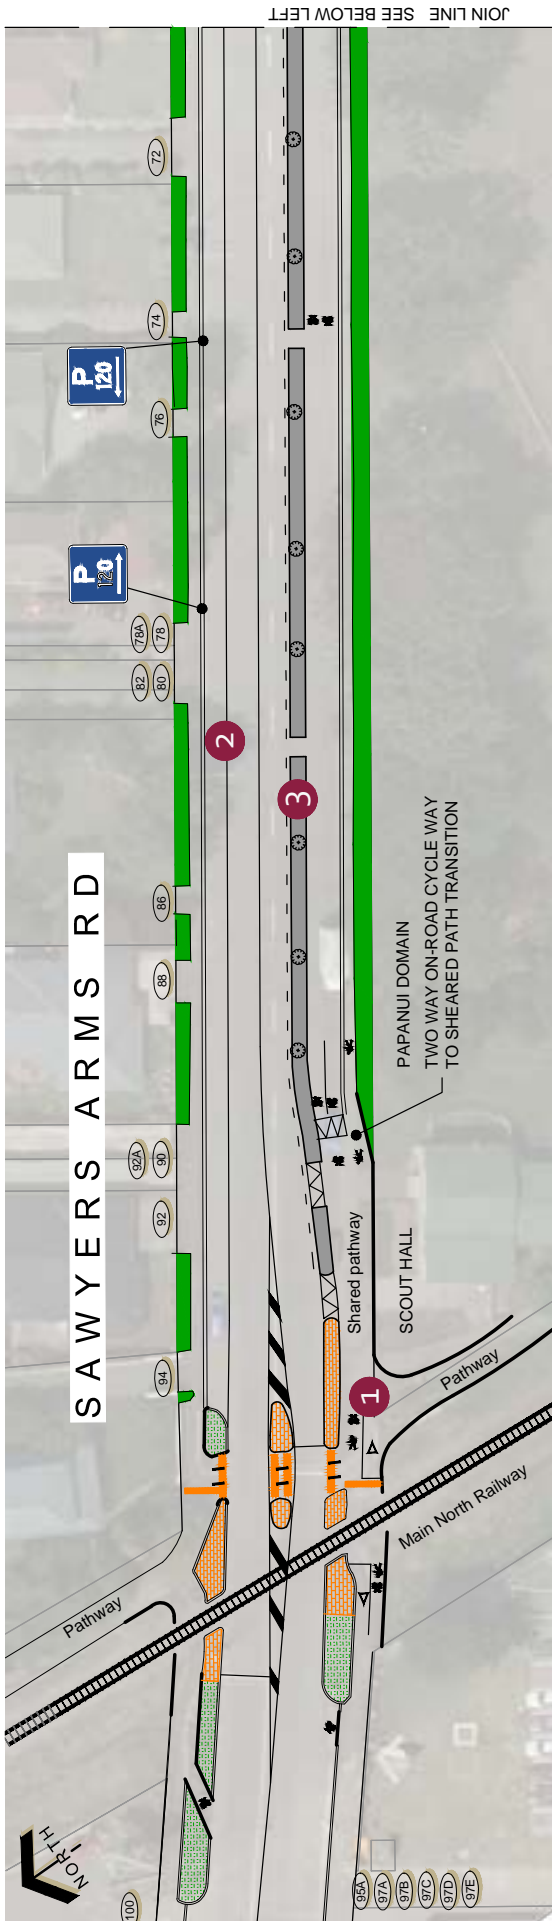 JOIN LINE SEE BELOW LEFT
72
74
P
120
76
P
120
78A
78
82
80
2
3
SAWYERS ARMS RD
86
88
PAPANUI DOMAIN
TWO WAY ON-ROAD CYCLE WAY
TO SHEARED PATH TRANSITION
92A
90
92
Shared pathway
SCOUT HALL
94
1
Pathway
Main North Railway
Pathway
NORTH
100
95A
97A
97B
97C
97D
97E